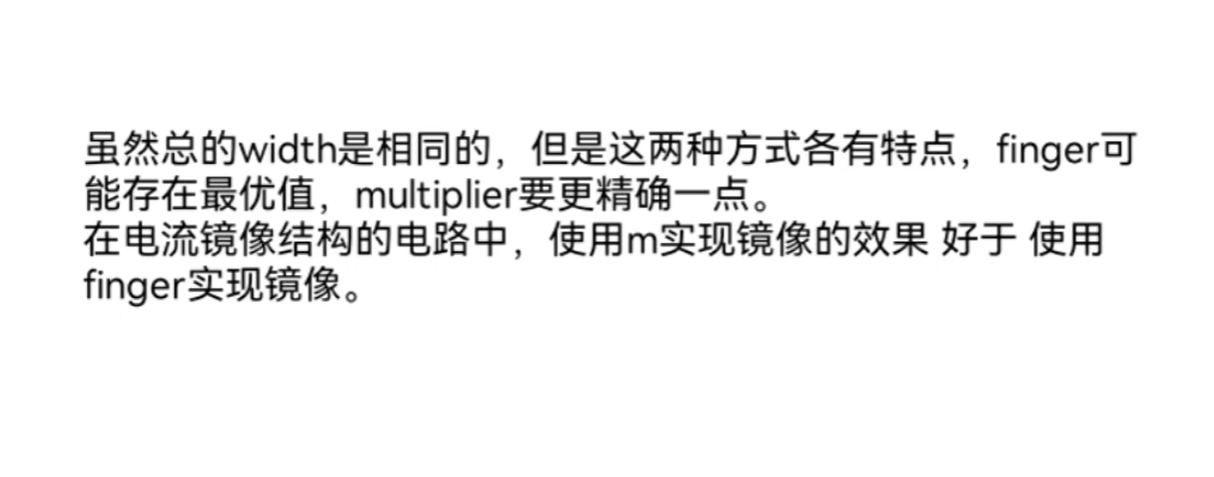 虽然总的width是相同的，但是这两种方式各有特点，finger可
能存在最优值，multiplier要更精确一点。
在电流镜像结构的电路中，使用m实现镜像的效果 好于 使用
finger实现镜像。